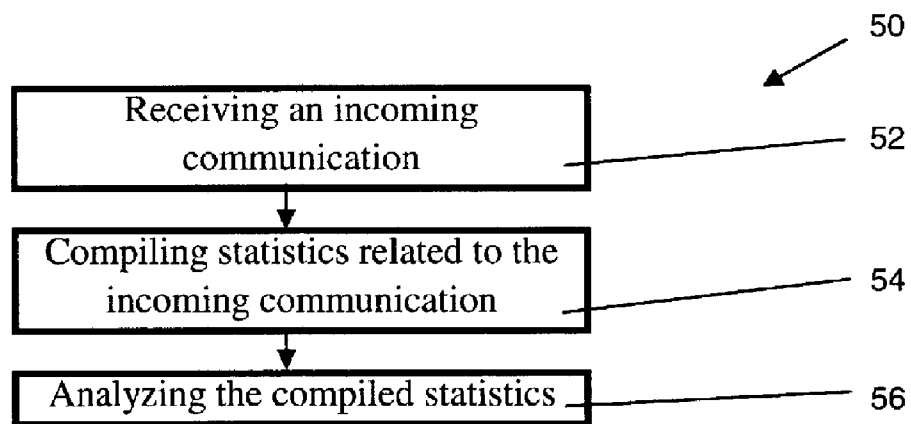 50
Receiving an incoming
communication
52
Compiling statistics related to the
incoming communication
54
Analyzing the compiled statistics
56